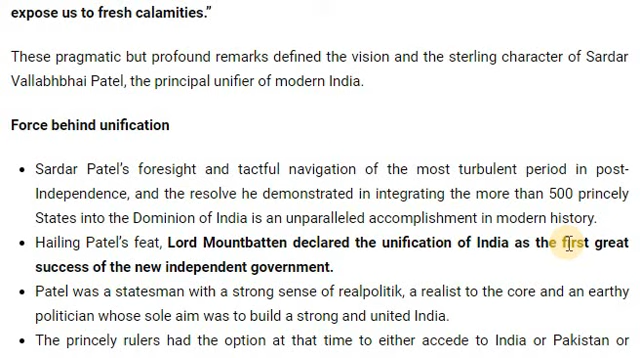 expose us to fresh calamities.”
These pragmatic but profound remarks defined the vision and the sterling character of Sardar
Vallabhbhai Patel, the principal unifier of modern India.
Force behind unification
• Sardar Patel’s foresight and tactful navigation of the most turbulent period in post-
Independence, and the resolve he demonstrated in integrating the more than 500 princely
States into the Dominion of India is an unparalleled accomplishment in modern history.
• Hailing Patel’s feat, Lord Mountbatten declared the unification of India as the first great
success of the new independent government.
• Patel was a statesman with a strong sense of realpolitik, a realist to the core and an earthy
politician whose sole aim was to build a strong and united India.
• The princely rulers had the option at that time to either accede to India or Pakistan or